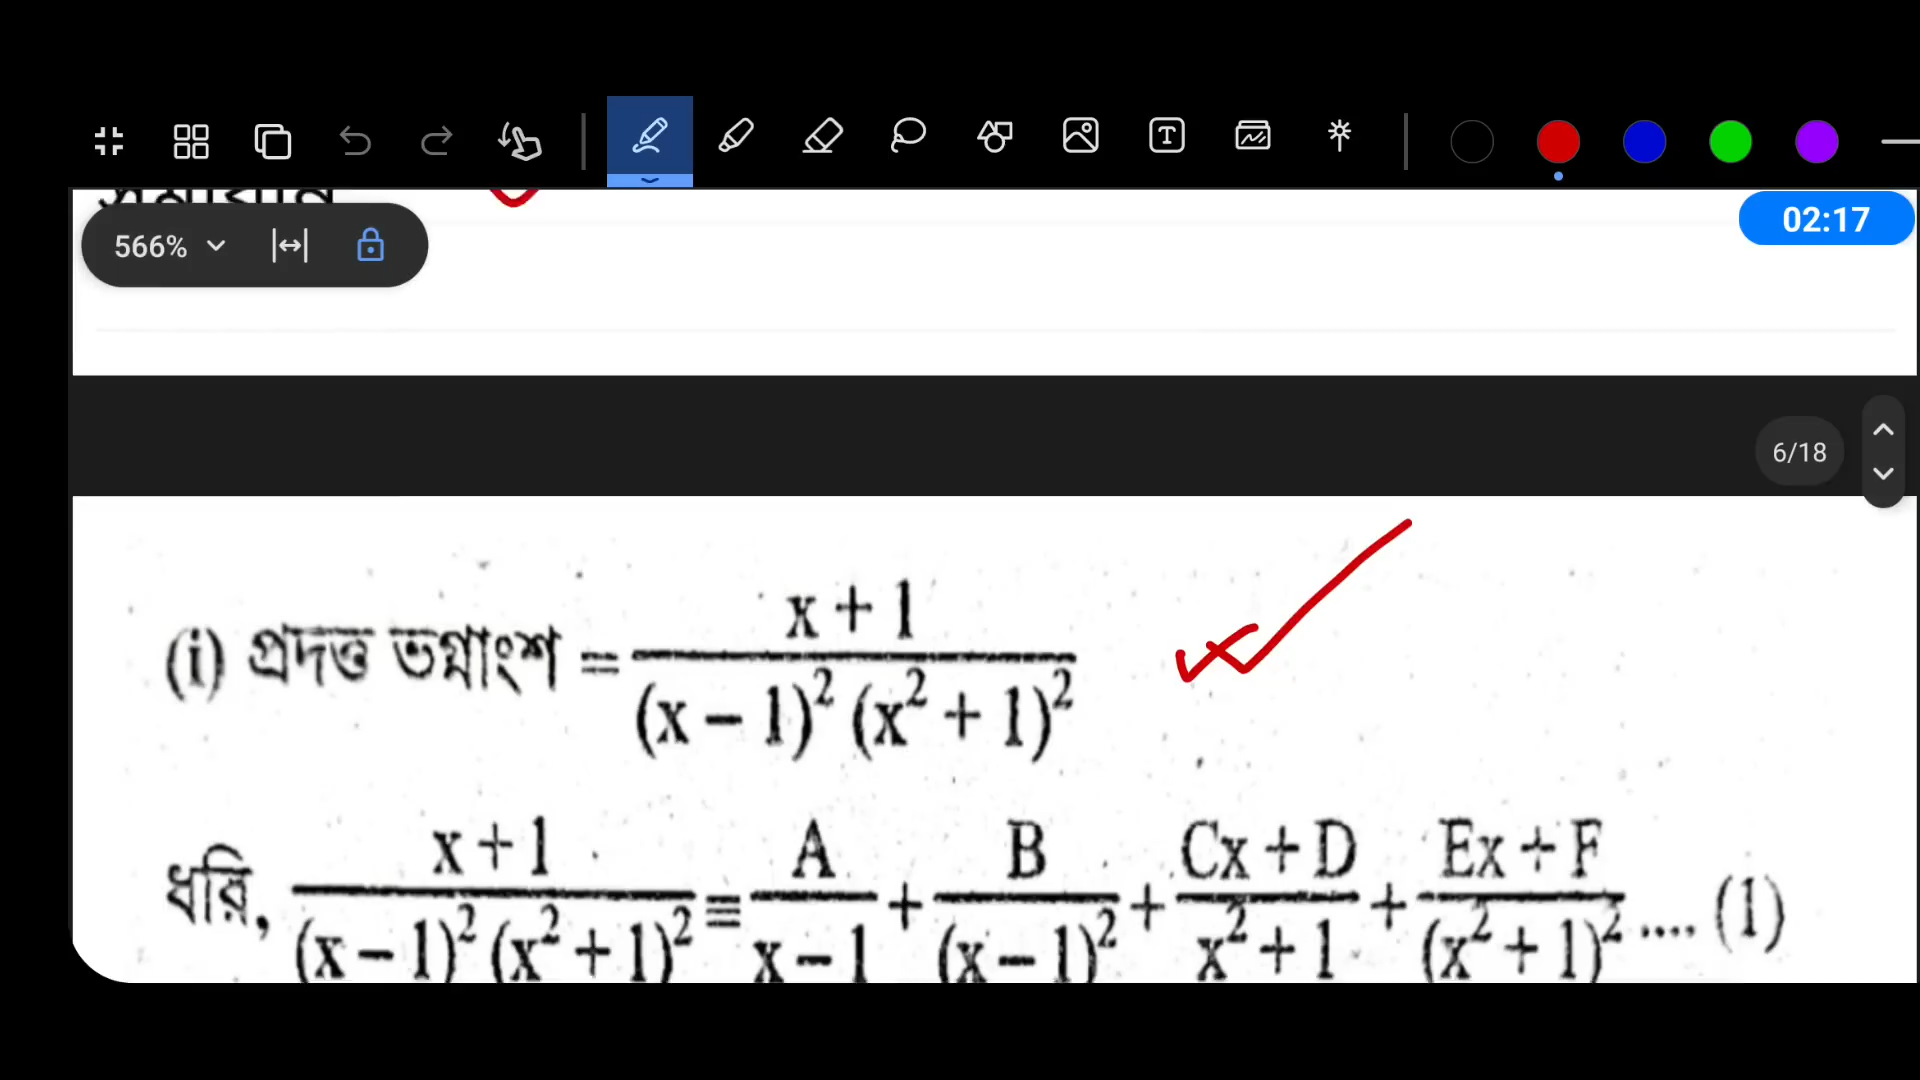 02:17
566%
6/18
(i) প্রদত্ত ভগ্নাংশ = x + 1 / (x – 1)² (x² + 1)²
ধরি, x + 1 / (x – 1)² (x² + 1)² ≡ A / x – 1 + B / (x – 1)² + Cx + D / x² + 1 + Ex + F / (x² + 1)² .... (1)